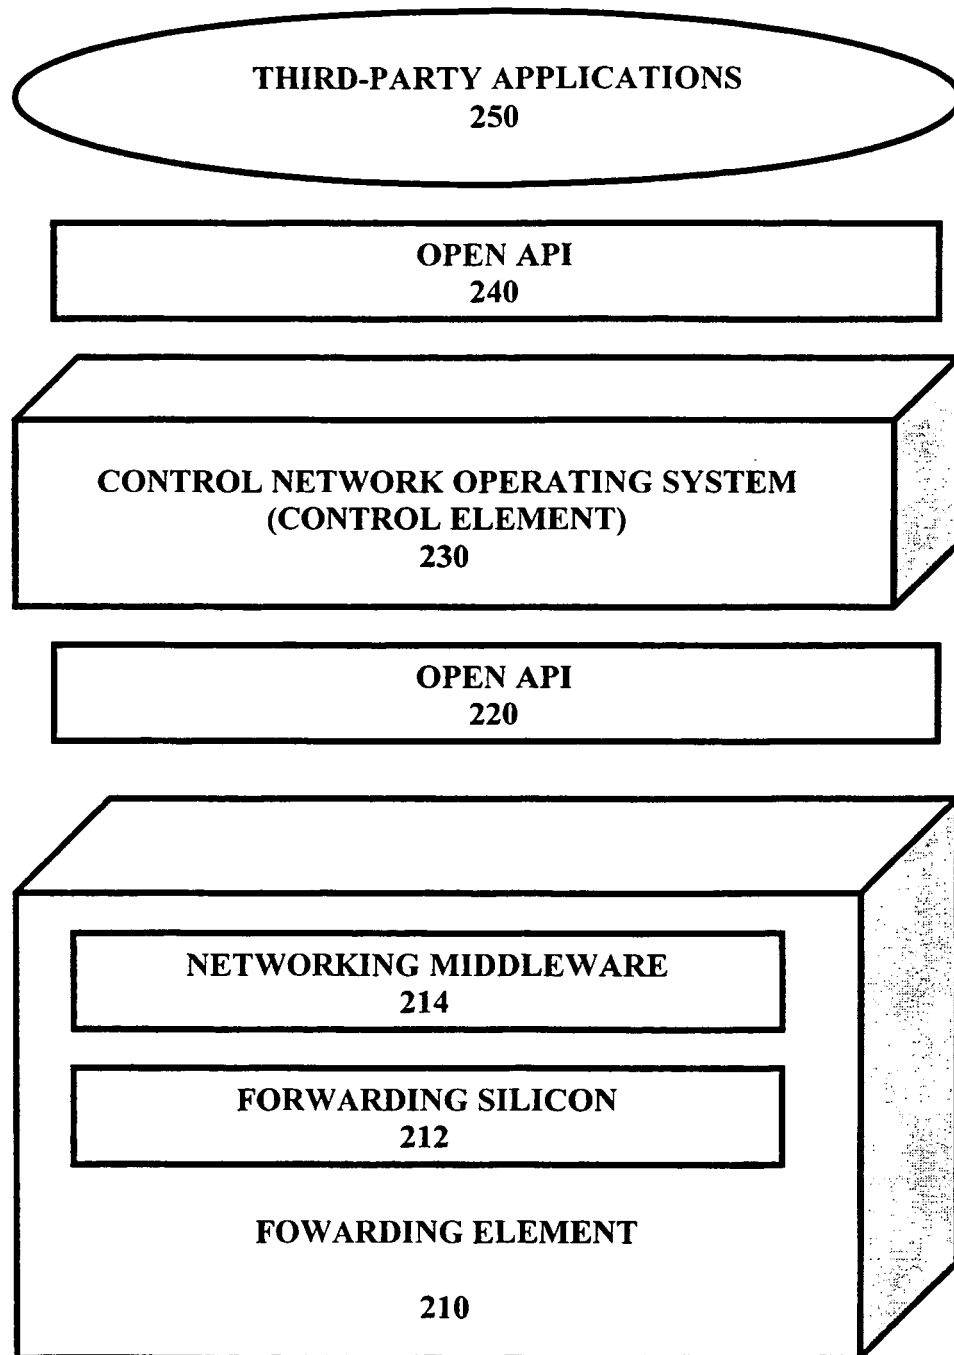 THIRD-PARTY APPLICATIONS
250
OPEN API
240
CONTROL NETWORK OPERATING SYSTEM
(CONTROL ELEMENT)
230
OPEN API
220
NETWORKING MIDDLEWARE
214
FORWARDING SILICON
212
FOWARDING ELEMENT
210